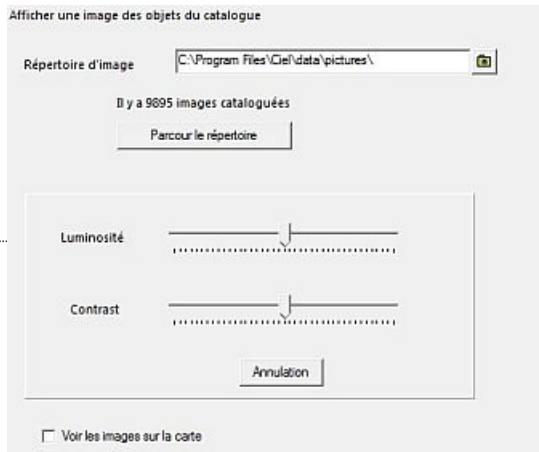 Afficher une image des objets du catalogue
Répertoire d'image
C:\Program Files\Ciel\data\pictures\
Il y a 9895 images cataloguées
Parcour le répertoire
Luminosité
Contrast
Annulation
Voir les images sur la carte